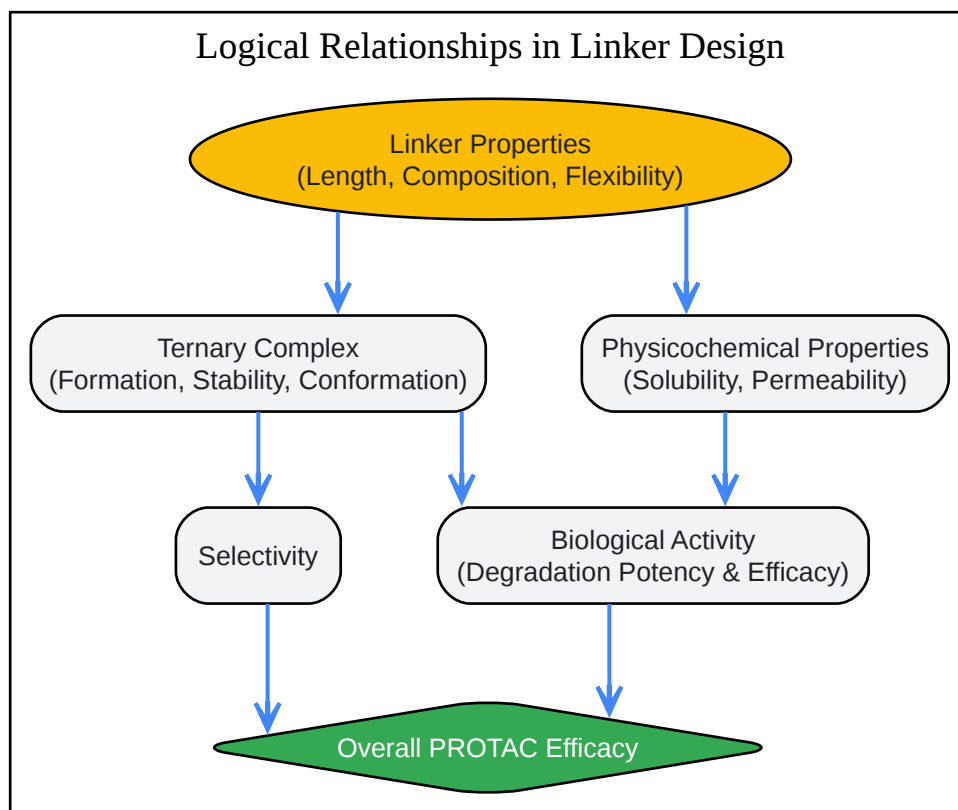 Logical Relationships in Linker Design
Linker Properties
(Length, Composition, Flexibility)
Ternary Complex
(Formation, Stability, Conformation)
Physicochemical Properties
(Solubility, Permeability)
Selectivity
Biological Activity
(Degradation Potency & Efficacy)
Overall PROTAC Efficacy